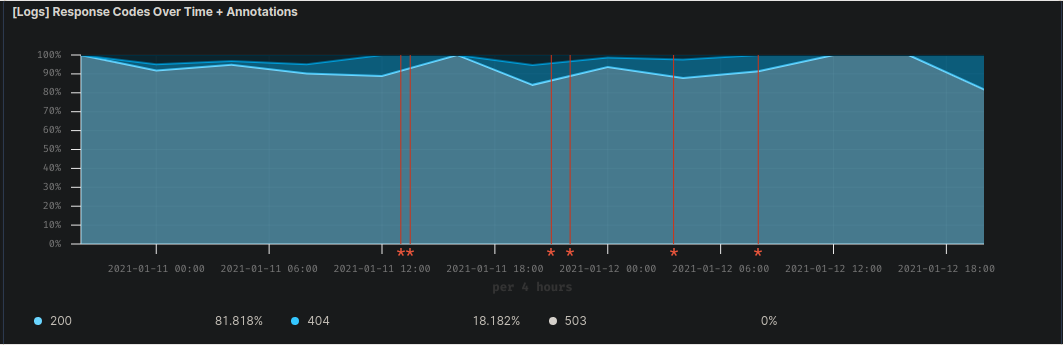 [Logs] Response Codes Over Time + Annotations
100%
90%
80%
70%
60%
50%
40%
30%
20%
10%
0%
2021-01-11 00:00 2021-01-11 06:00 2021-01-11 12:00 2021-01-11 18:00 2021-01-12 00:00 2021-01-12 06:00 2021-01-12 12:00 2021-01-12 18:00
per 4 hours
200 81.818% 404 18.182% 503 0%